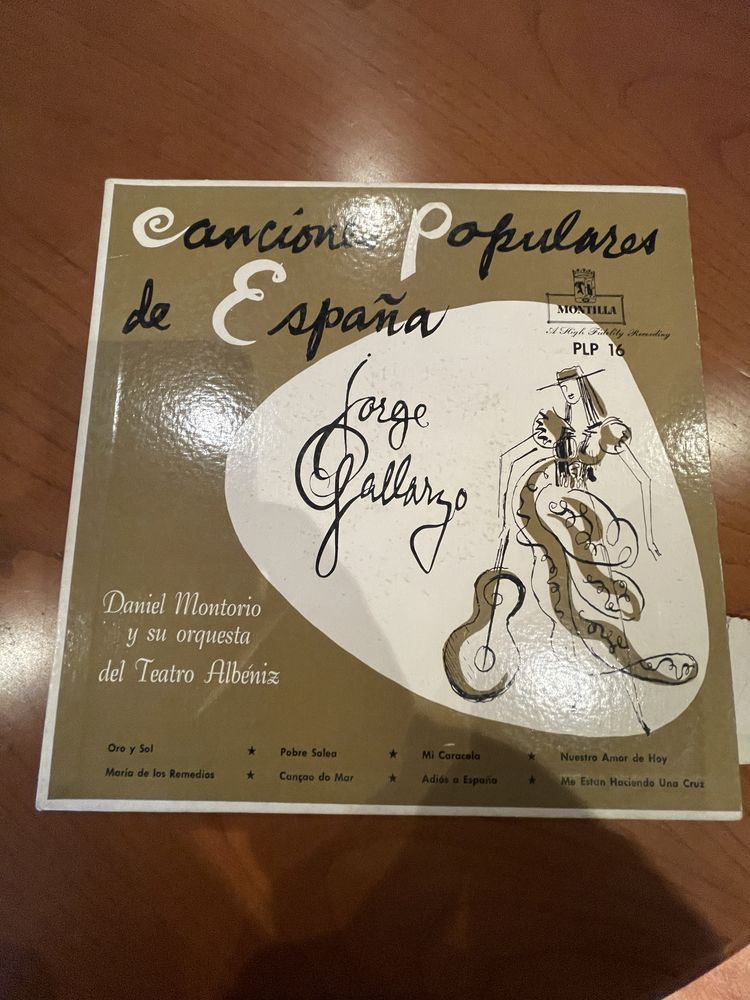 Canciones Populares
de España
MONTILLA
A High Fidelity Recording
PLP 16
Jorge
Gallarzo
Daniel Montorio
y su orquesta
del Teatro Albéniz
Oro y Sol ★ Pobre Salea ★ Mi Caracola ★ Nuestro Amor de Hoy
María de los Remedios ★ Cançao do Mar ★ Adiós a España ★ Me Estan Haciendo Una Cruz